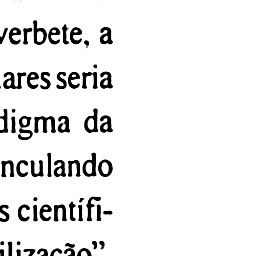 verbete, a
ares seria
digma da
nculando
s científi-
ilização"